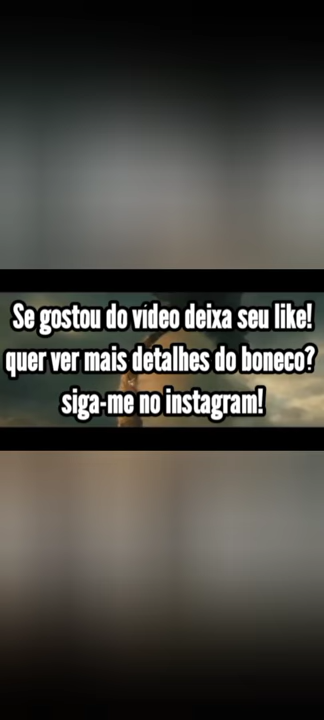 Se gostou do vídeo deixa seu like!
quer ver mais detalhes do boneco?
siga-me no instagram!